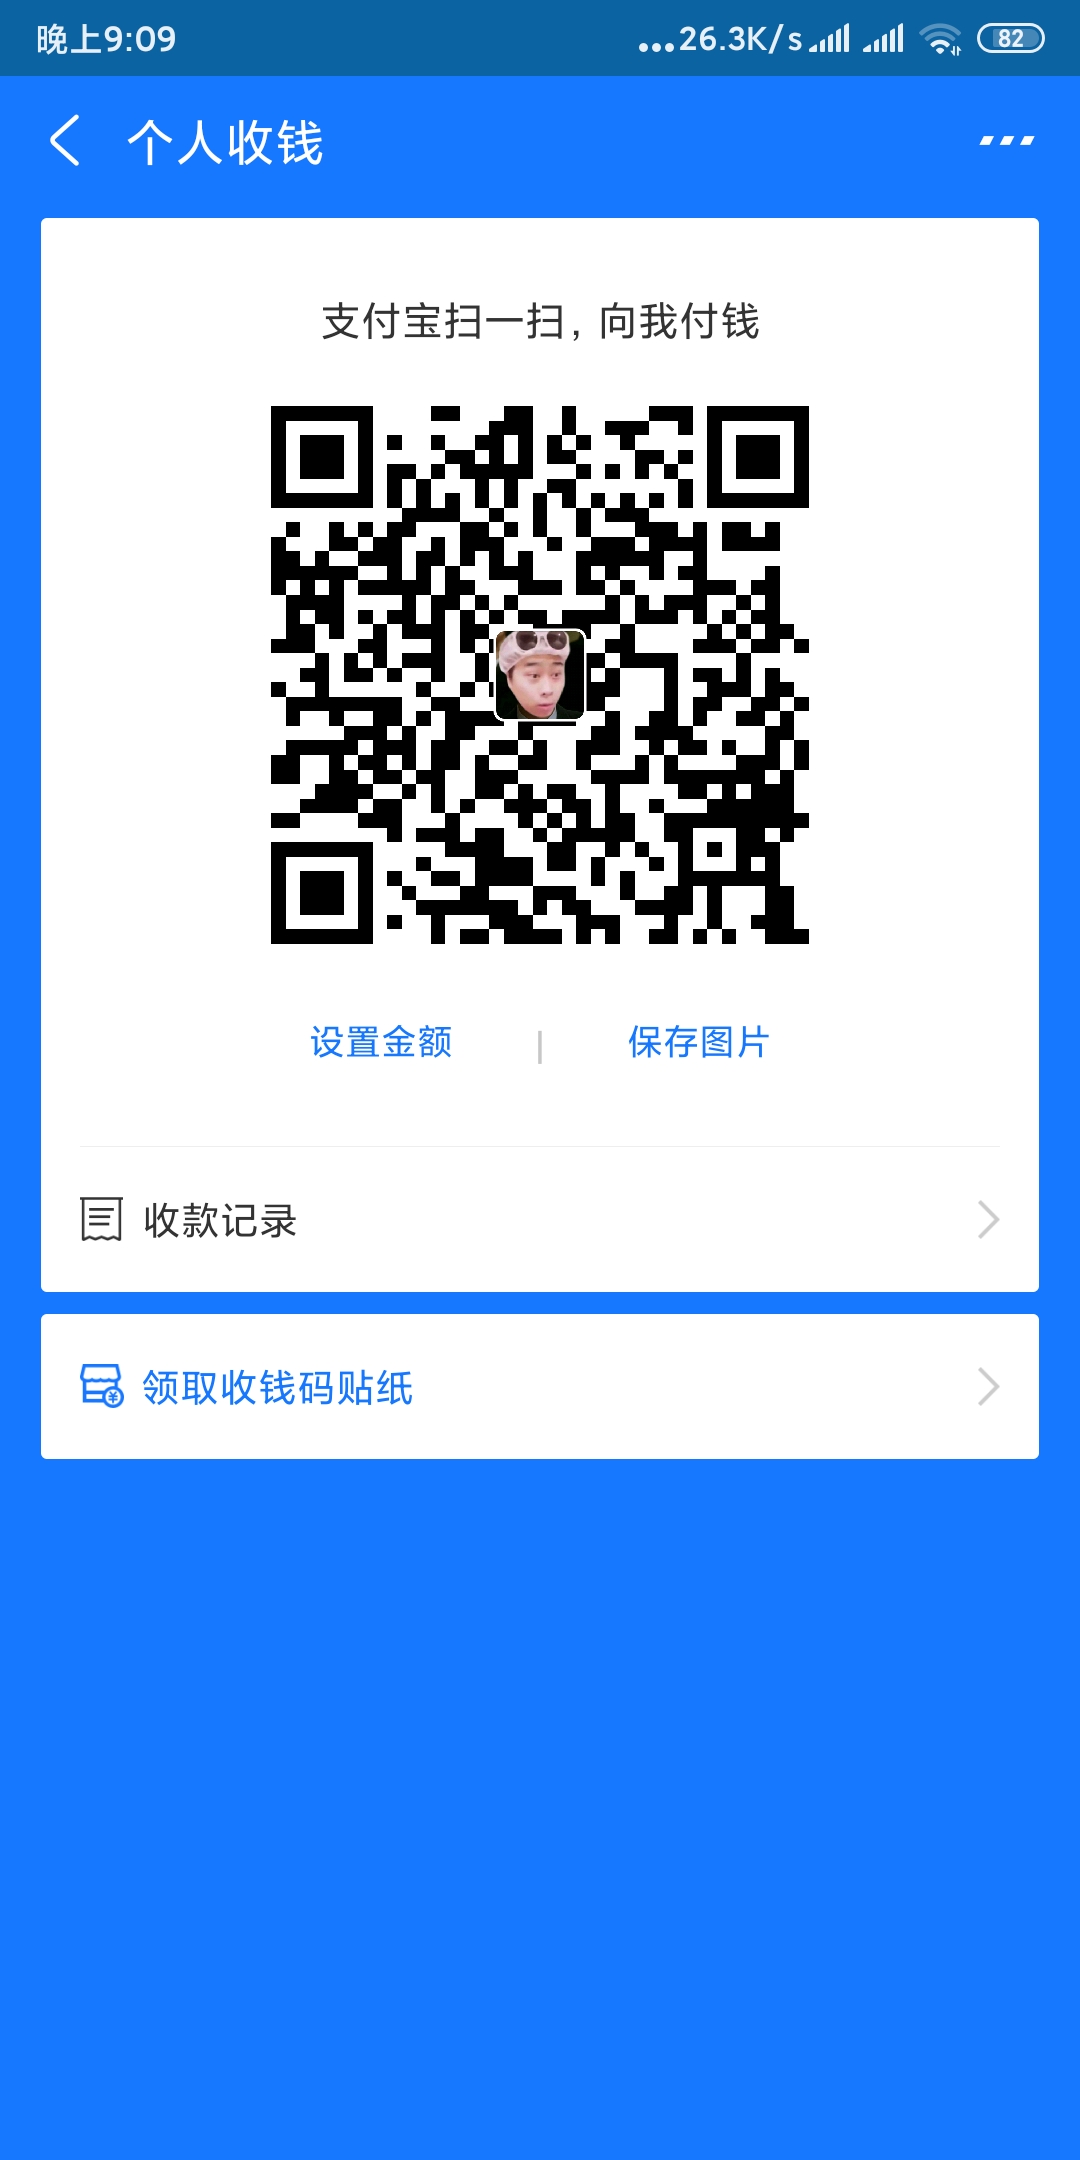 晚上9:09
...26.3K/s
82
个人收钱
支付宝扫一扫，向我付钱
设置金额 | 保存图片
收款记录
领取收钱码贴纸